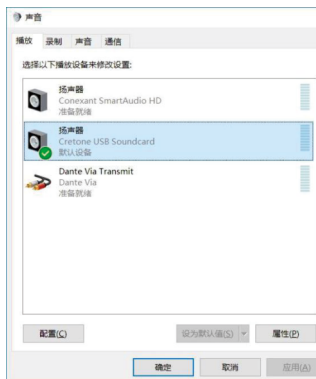 声音
播放 录制 声音 通信
选择以下播放设备来修改设置:
扬声器
Conexant SmartAudio HD
准备就绪
扬声器
Cretone USB Soundcard
默认设备
Dante Via Transmit
Dante Via
准备就绪
配置(C) 设为默认值(S) 属性(P)
确定 取消 应用(A)